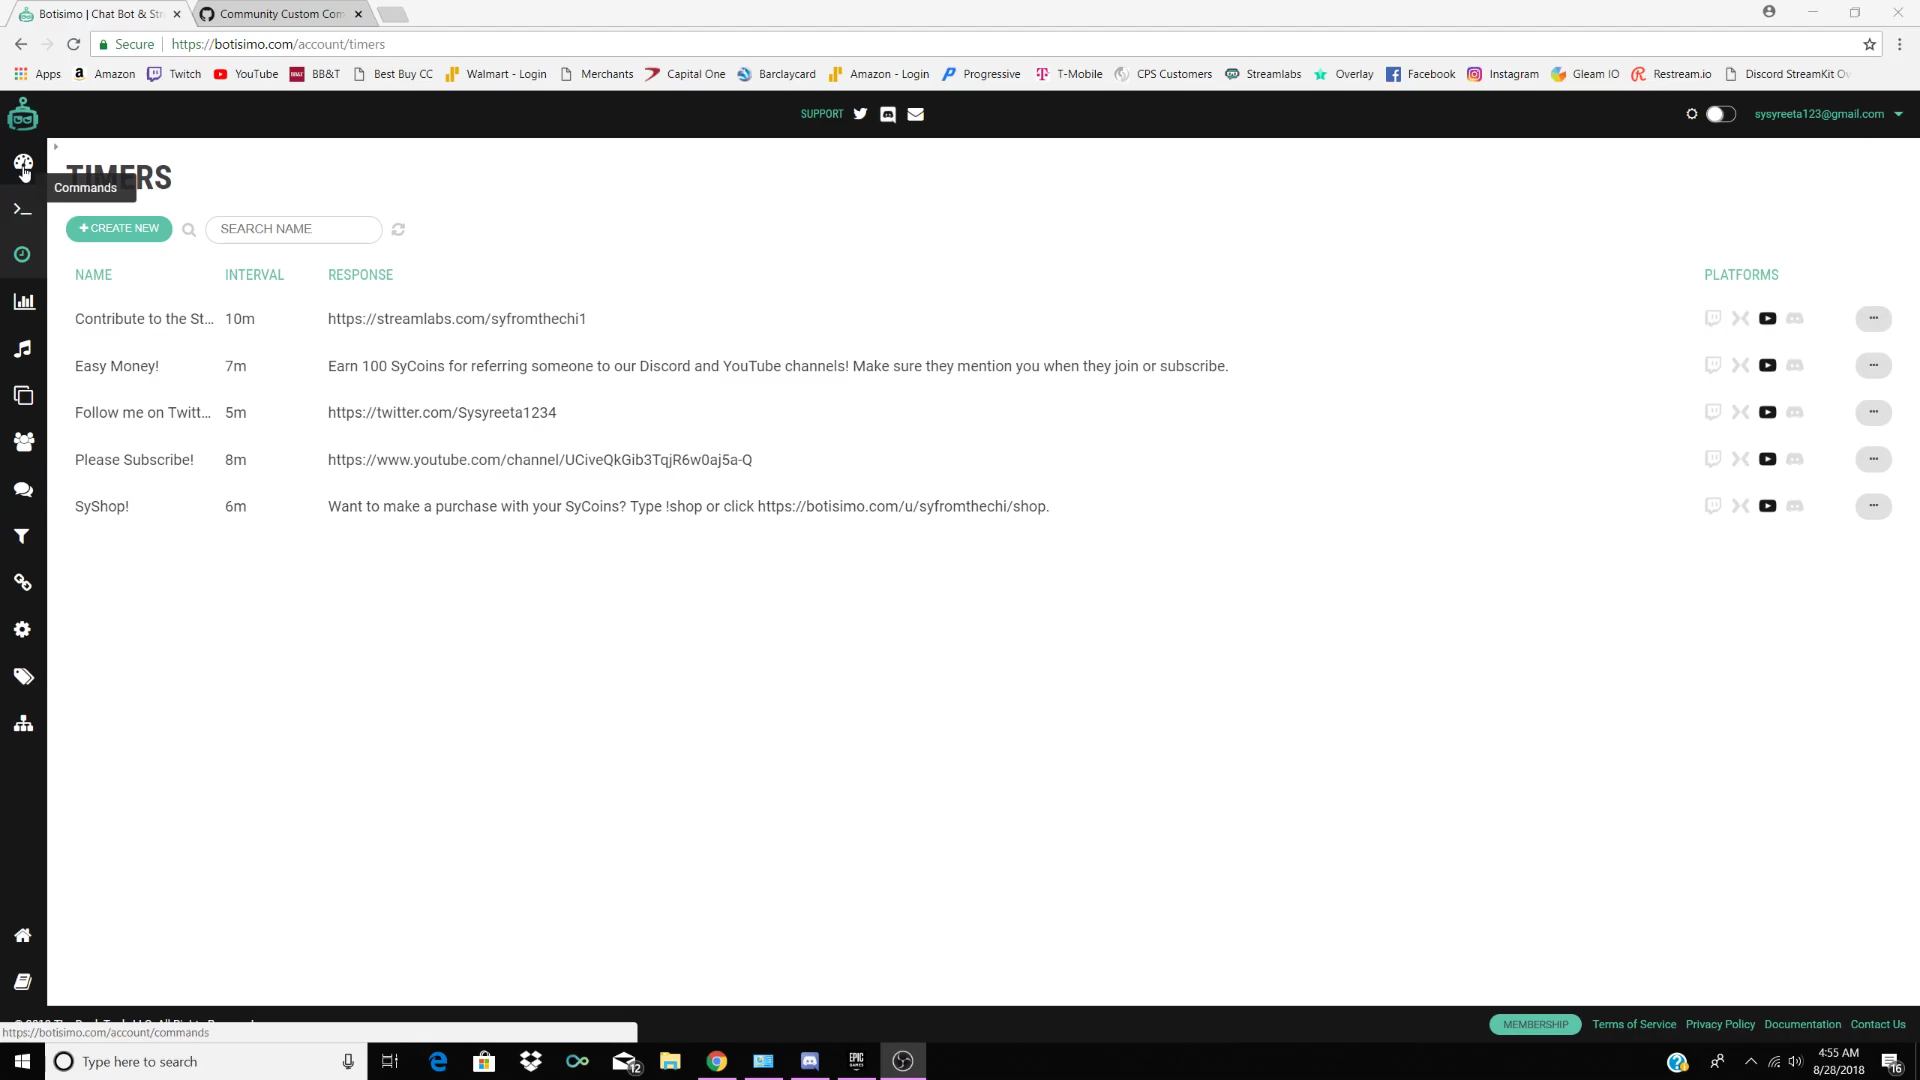 Botisimo | Chat Bot & Str
Community Custom Com
Secure
https://botisimo.com/account/timers
Apps
Amazon
Twitch
YouTube
BB&T
Best Buy CC
Walmart - Login
Merchants
Capital One
Barclaycard
Amazon - Login
Progressive
T-Mobile
CPS Customers
Streamlabs
Overlay
Facebook
Instagram
Gleam IO
Restream.io
Discord StreamKit Ov
SUPPORT
sysyreeta123@gmail.com
TIMERS
Commands
+ CREATE NEW
SEARCH NAME
NAME INTERVAL RESPONSE PLATFORMS
Contribute to the St... 10m https://streamlabs.com/syfromthechi1
Easy Money! 7m Earn 100 SyCoins for referring someone to our Discord and YouTube channels! Make sure they mention you when they join or subscribe.
Follow me on Twitt... 5m https://twitter.com/Sysyreeta1234
Please Subscribe! 8m https://www.youtube.com/channel/UCiveQkGib3TqjR6w0aj5a-Q
SyShop! 6m Want to make a purchase with your SyCoins? Type !shop or click https://botisimo.com/u/syfromthechi/shop.
https://botisimo.com/account/commands
MEMBERSHIP Terms of Service Privacy Policy Documentation Contact Us
Type here to search
12
EPIC
GAMES
4:55 AM
8/28/2018
16